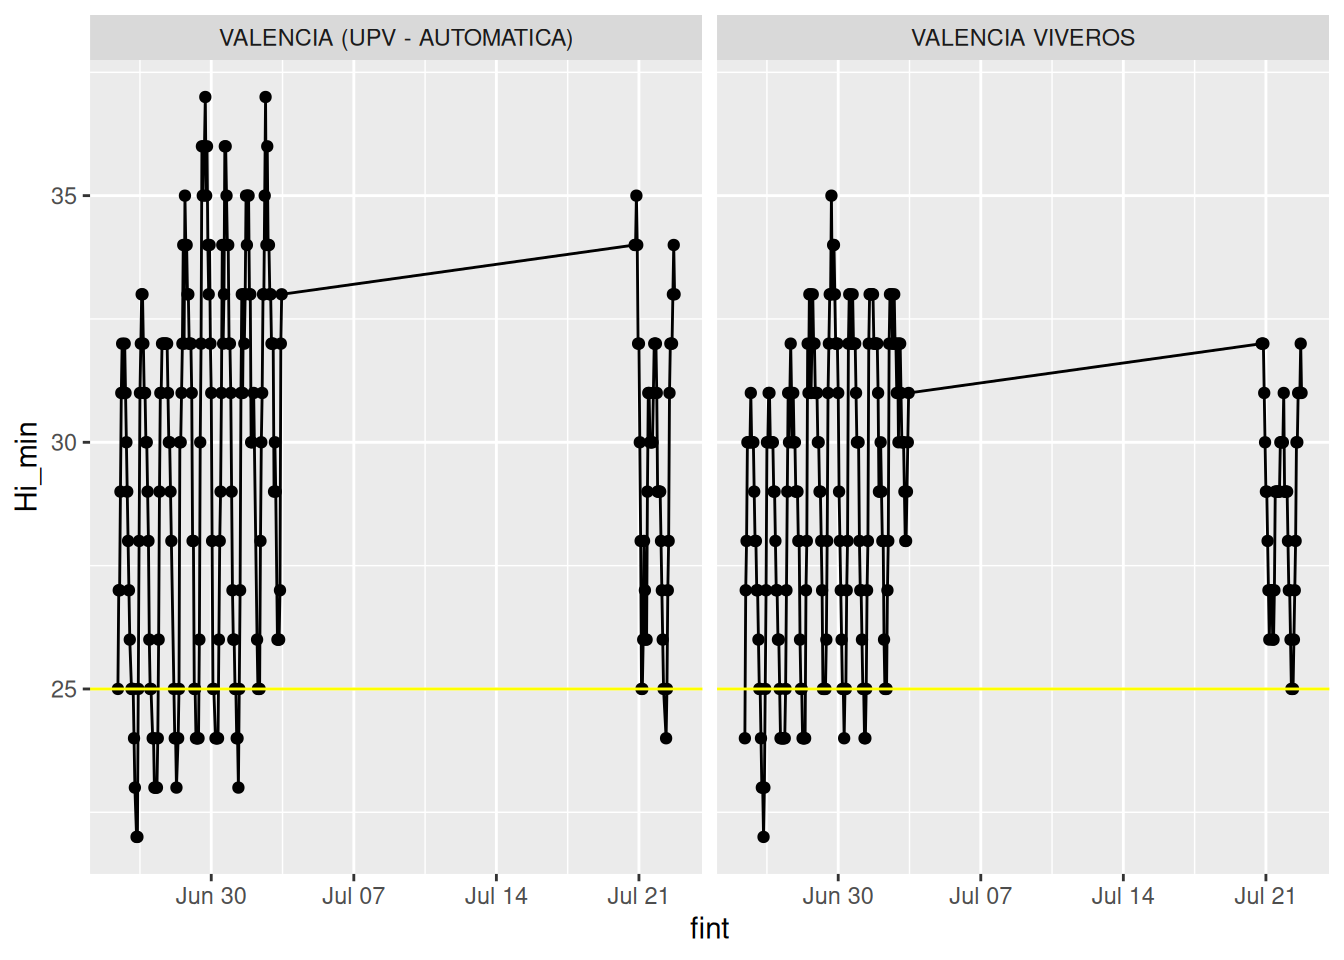 VALENCIA (UPV - AUTOMATICA)
VALENCIA VIVEROS
35
30
25
Hi_min
Jun 30 Jul 07 Jul 14 Jul 21
Jun 30 Jul 07 Jul 14 Jul 21
fint